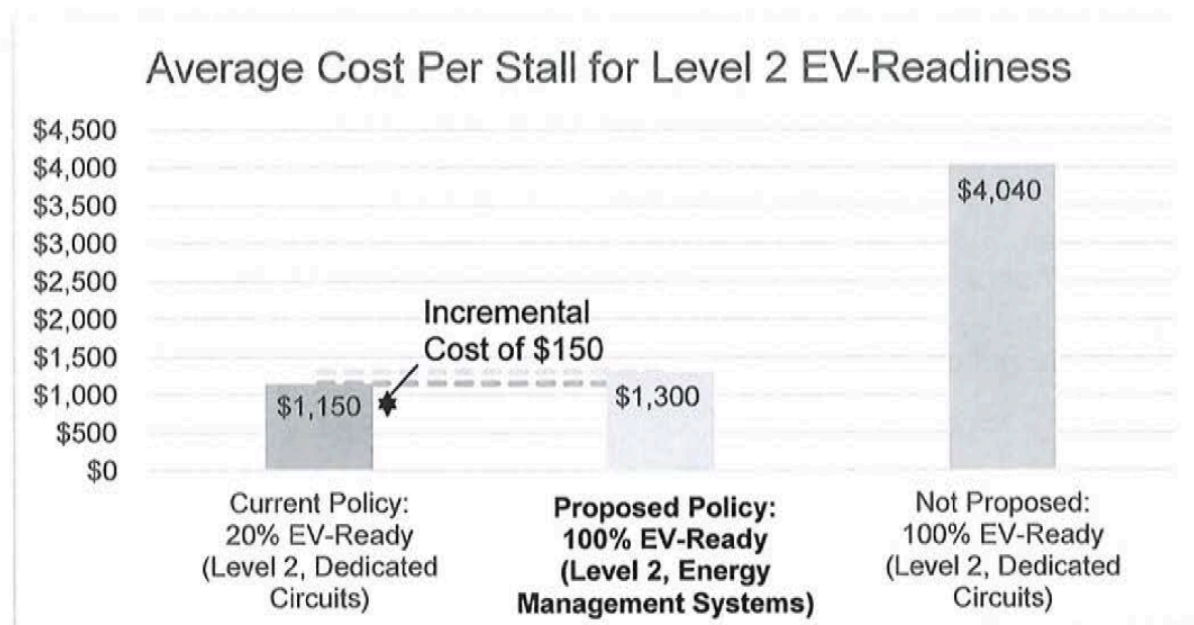 Average Cost Per Stall for Level 2 EV-Readiness
$4,500
$4,000
$3,500
$3,000
$2,500
$2,000
$1,500
$1,000
$500
$0
Incremental
Cost of $150
$1,150
$1,300
$4,040
Current Policy:
20% EV-Ready
(Level 2, Dedicated
Circuits)
Proposed Policy:
100% EV-Ready
(Level 2, Energy
Management Systems)
Not Proposed:
100% EV-Ready
(Level 2, Dedicated
Circuits)